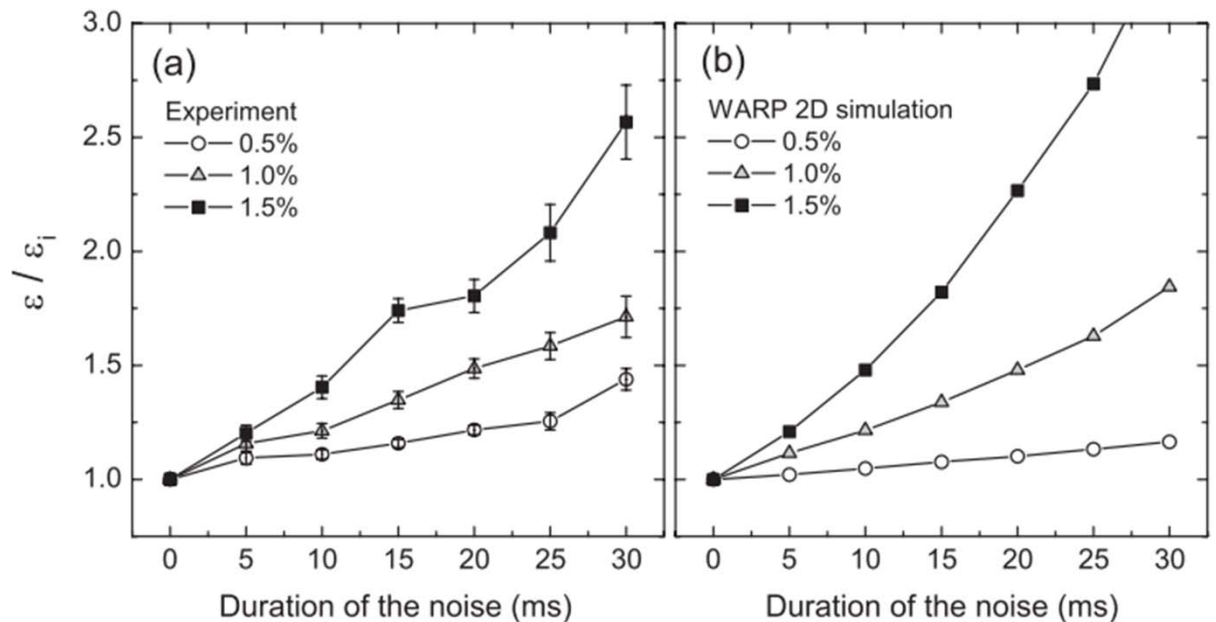 3.0
2.5
2.0
1.5
1.0
ε / εi
(a)
Experiment
0.5%
1.0%
1.5%
0 5 10 15 20 25 30
Duration of the noise (ms)
(b)
WARP 2D simulation
0.5%
1.0%
1.5%
0 5 10 15 20 25 30
Duration of the noise (ms)